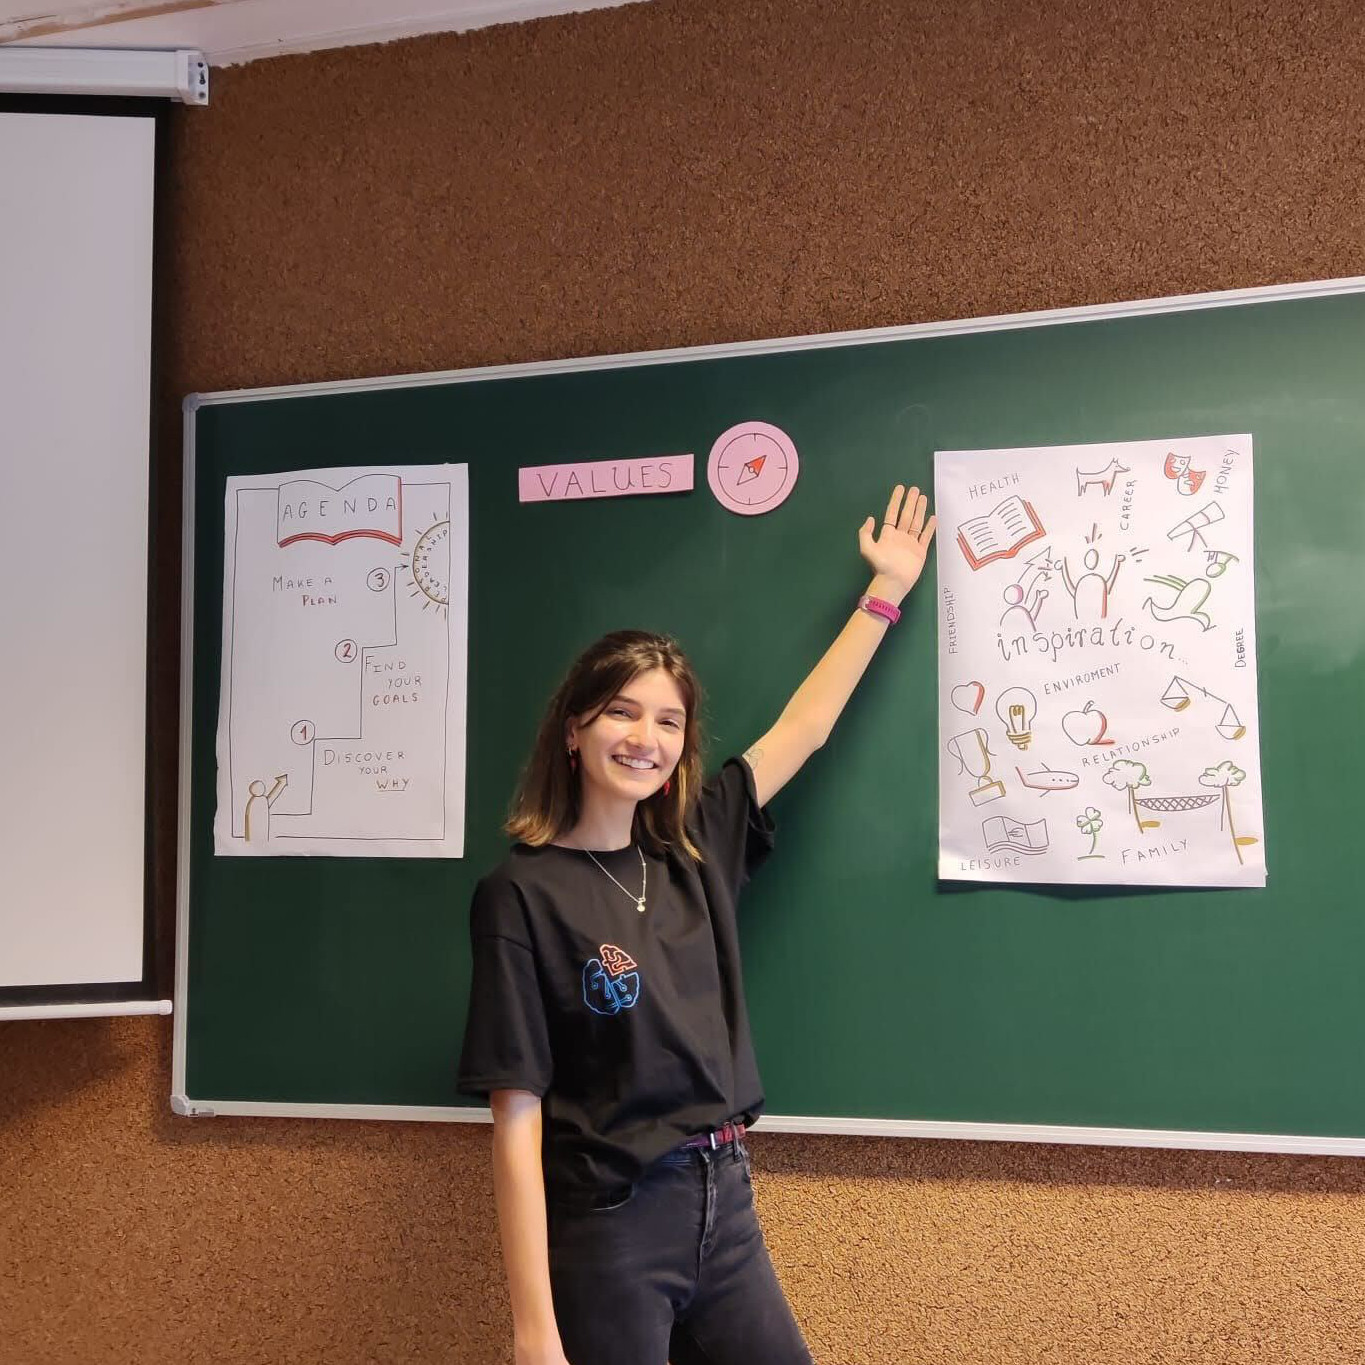 AGENDA
PERSONAL
LEADERSHIP
3
MAKE A
PLAN
2
FIND
YOUR
GOALS
1
DISCOVER
YOUR
WHY
VALUES
HEALTH
CAREER
MONEY
FRIENDSHIP
inspiration...
DEGREE
ENVIROMENT
RELATIONSHIP
LEISURE
FAMILY